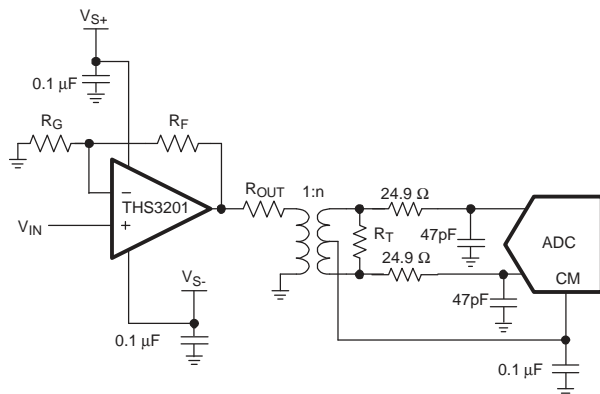 VS+
0.1 µF
RG
RF
THS3201
−
+
VIN
ROUT
1:n
24.9 Ω
RT
47pF
ADC
24.9 Ω
CM
47pF
VS-
0.1 µF
0.1 µF